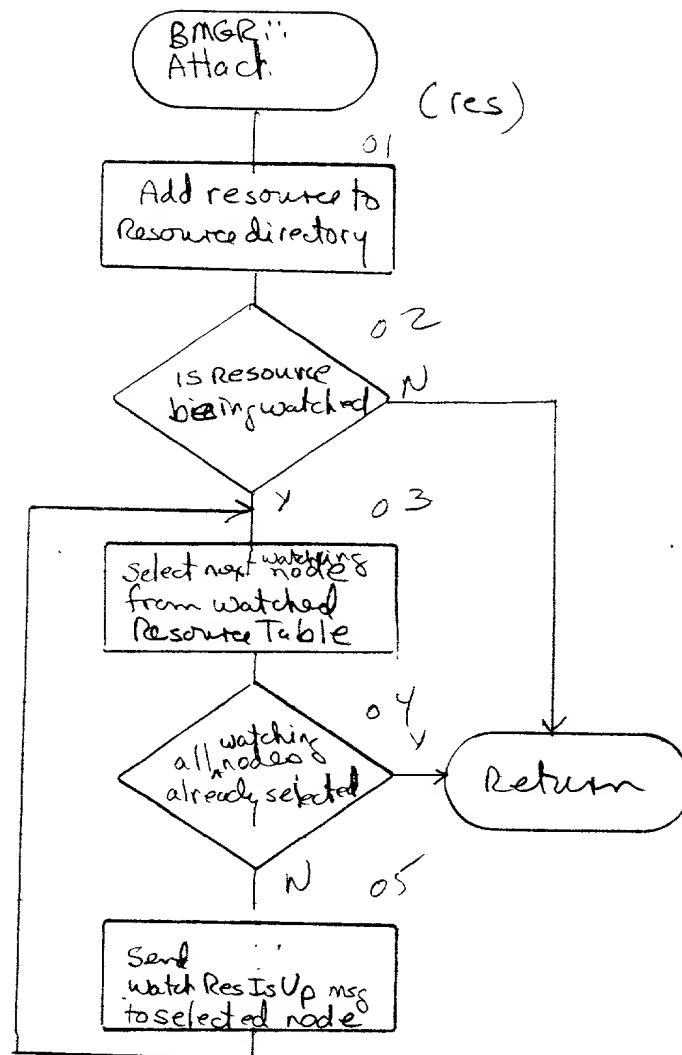 BMGR::
Attach
(res)
01
Add resource to
Resource directory
02
is Resource
being watched
N
Y
03
Select next watching node
from watched
Resource Table
04
all watching nodes
already selected
Y
Return
N
05
Send
watchResIsUp msg
to selected node